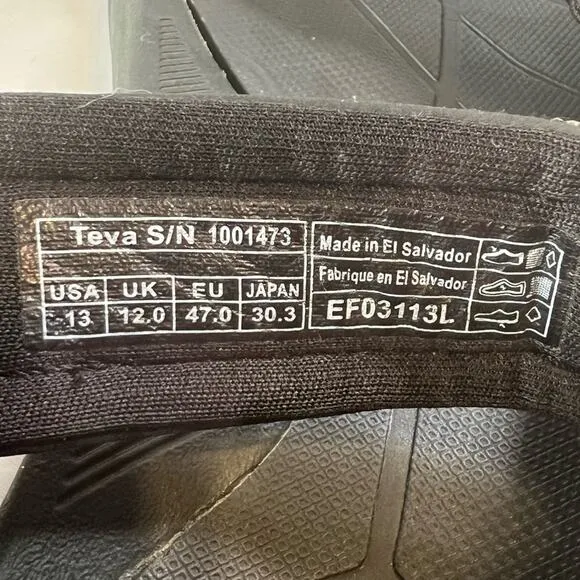 Teva S/N 1001473
USA UK EU JAPAN
13 12.0 47.0 30.3
Made in El Salvador
Fabrique en El Salvador
EF03113L